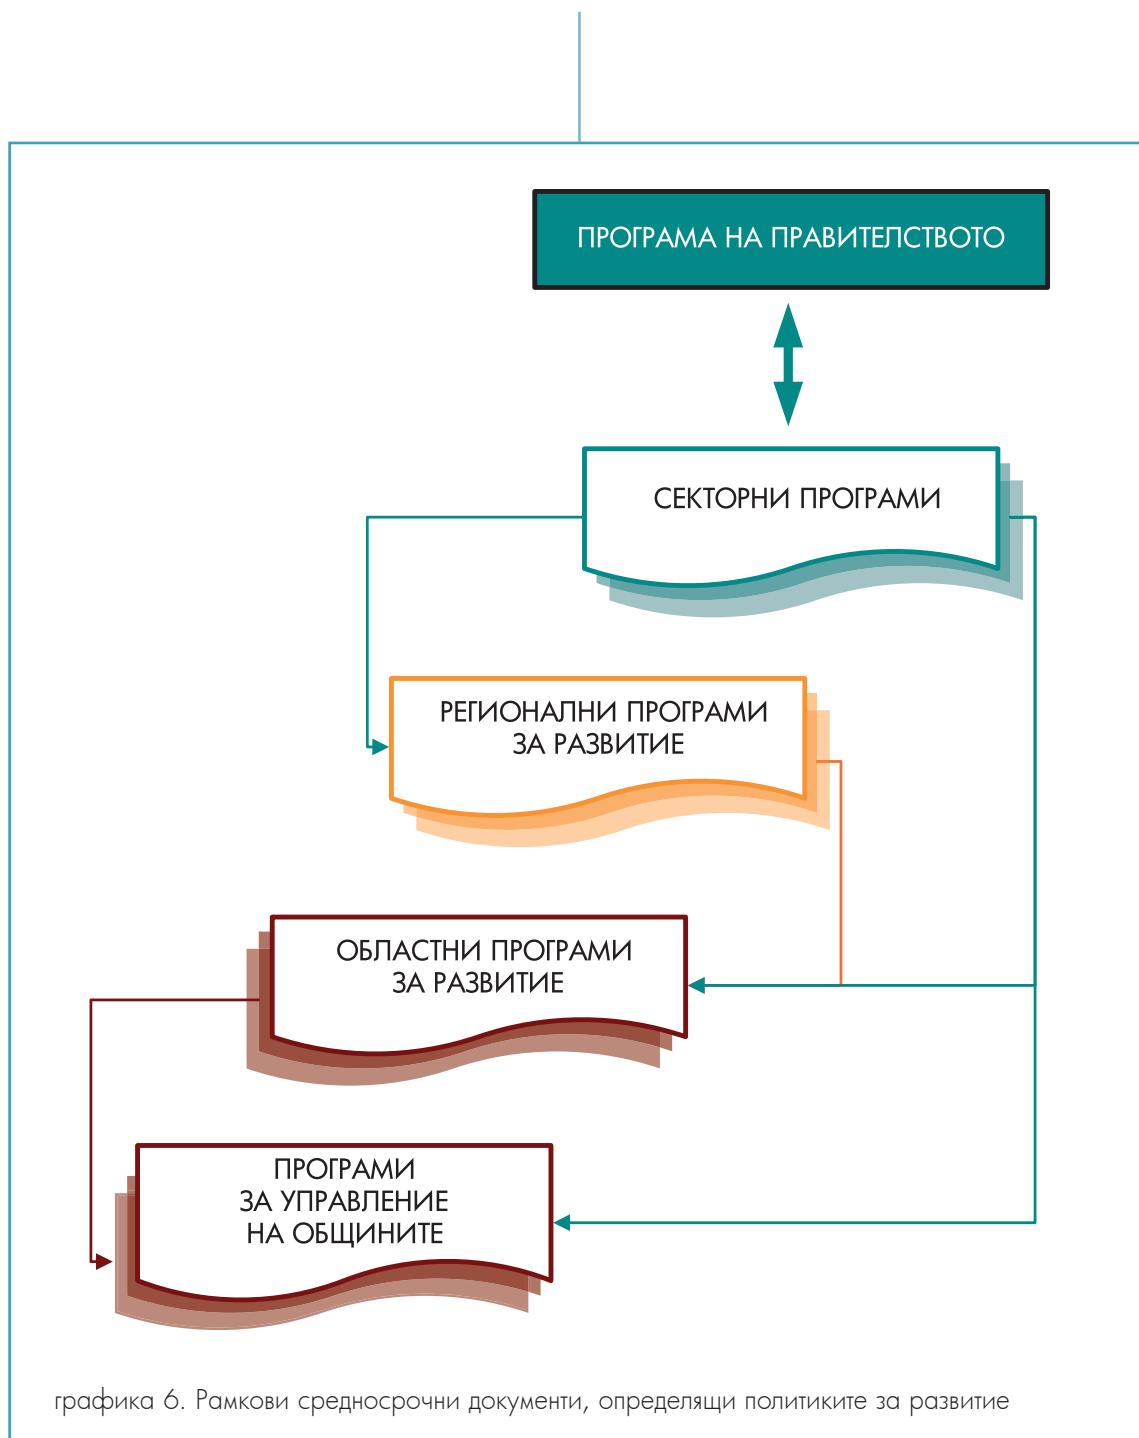 ПРОГРАМА НА ПРАВИТЕЛСТВОТО
СЕКТОРНИ ПРОГРАМИ
РЕГИОНАЛНИ ПРОГРАМИ
ЗА РАЗВИТИЕ
ОБЛАСТНИ ПРОГРАМИ
ЗА РАЗВИТИЕ
ПРОГРАМИ
ЗА УПРАВЛЕНИЕ
НА ОБЩИНИТЕ
графика 6. Рамкови средносрочни документи, определящи политиките за развитие